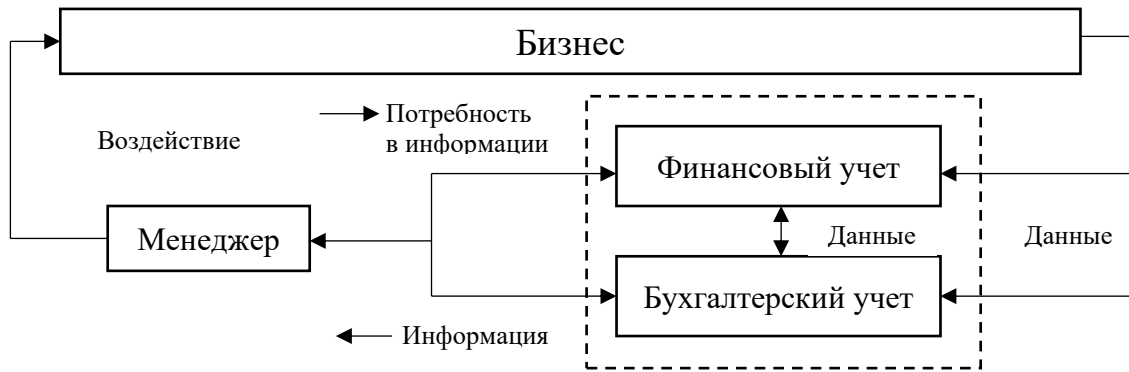 Бизнес
Потребность
в информации
Воздействие
Финансовый учет
Менеджер
Данные
Данные
Бухгалтерский учет
Информация